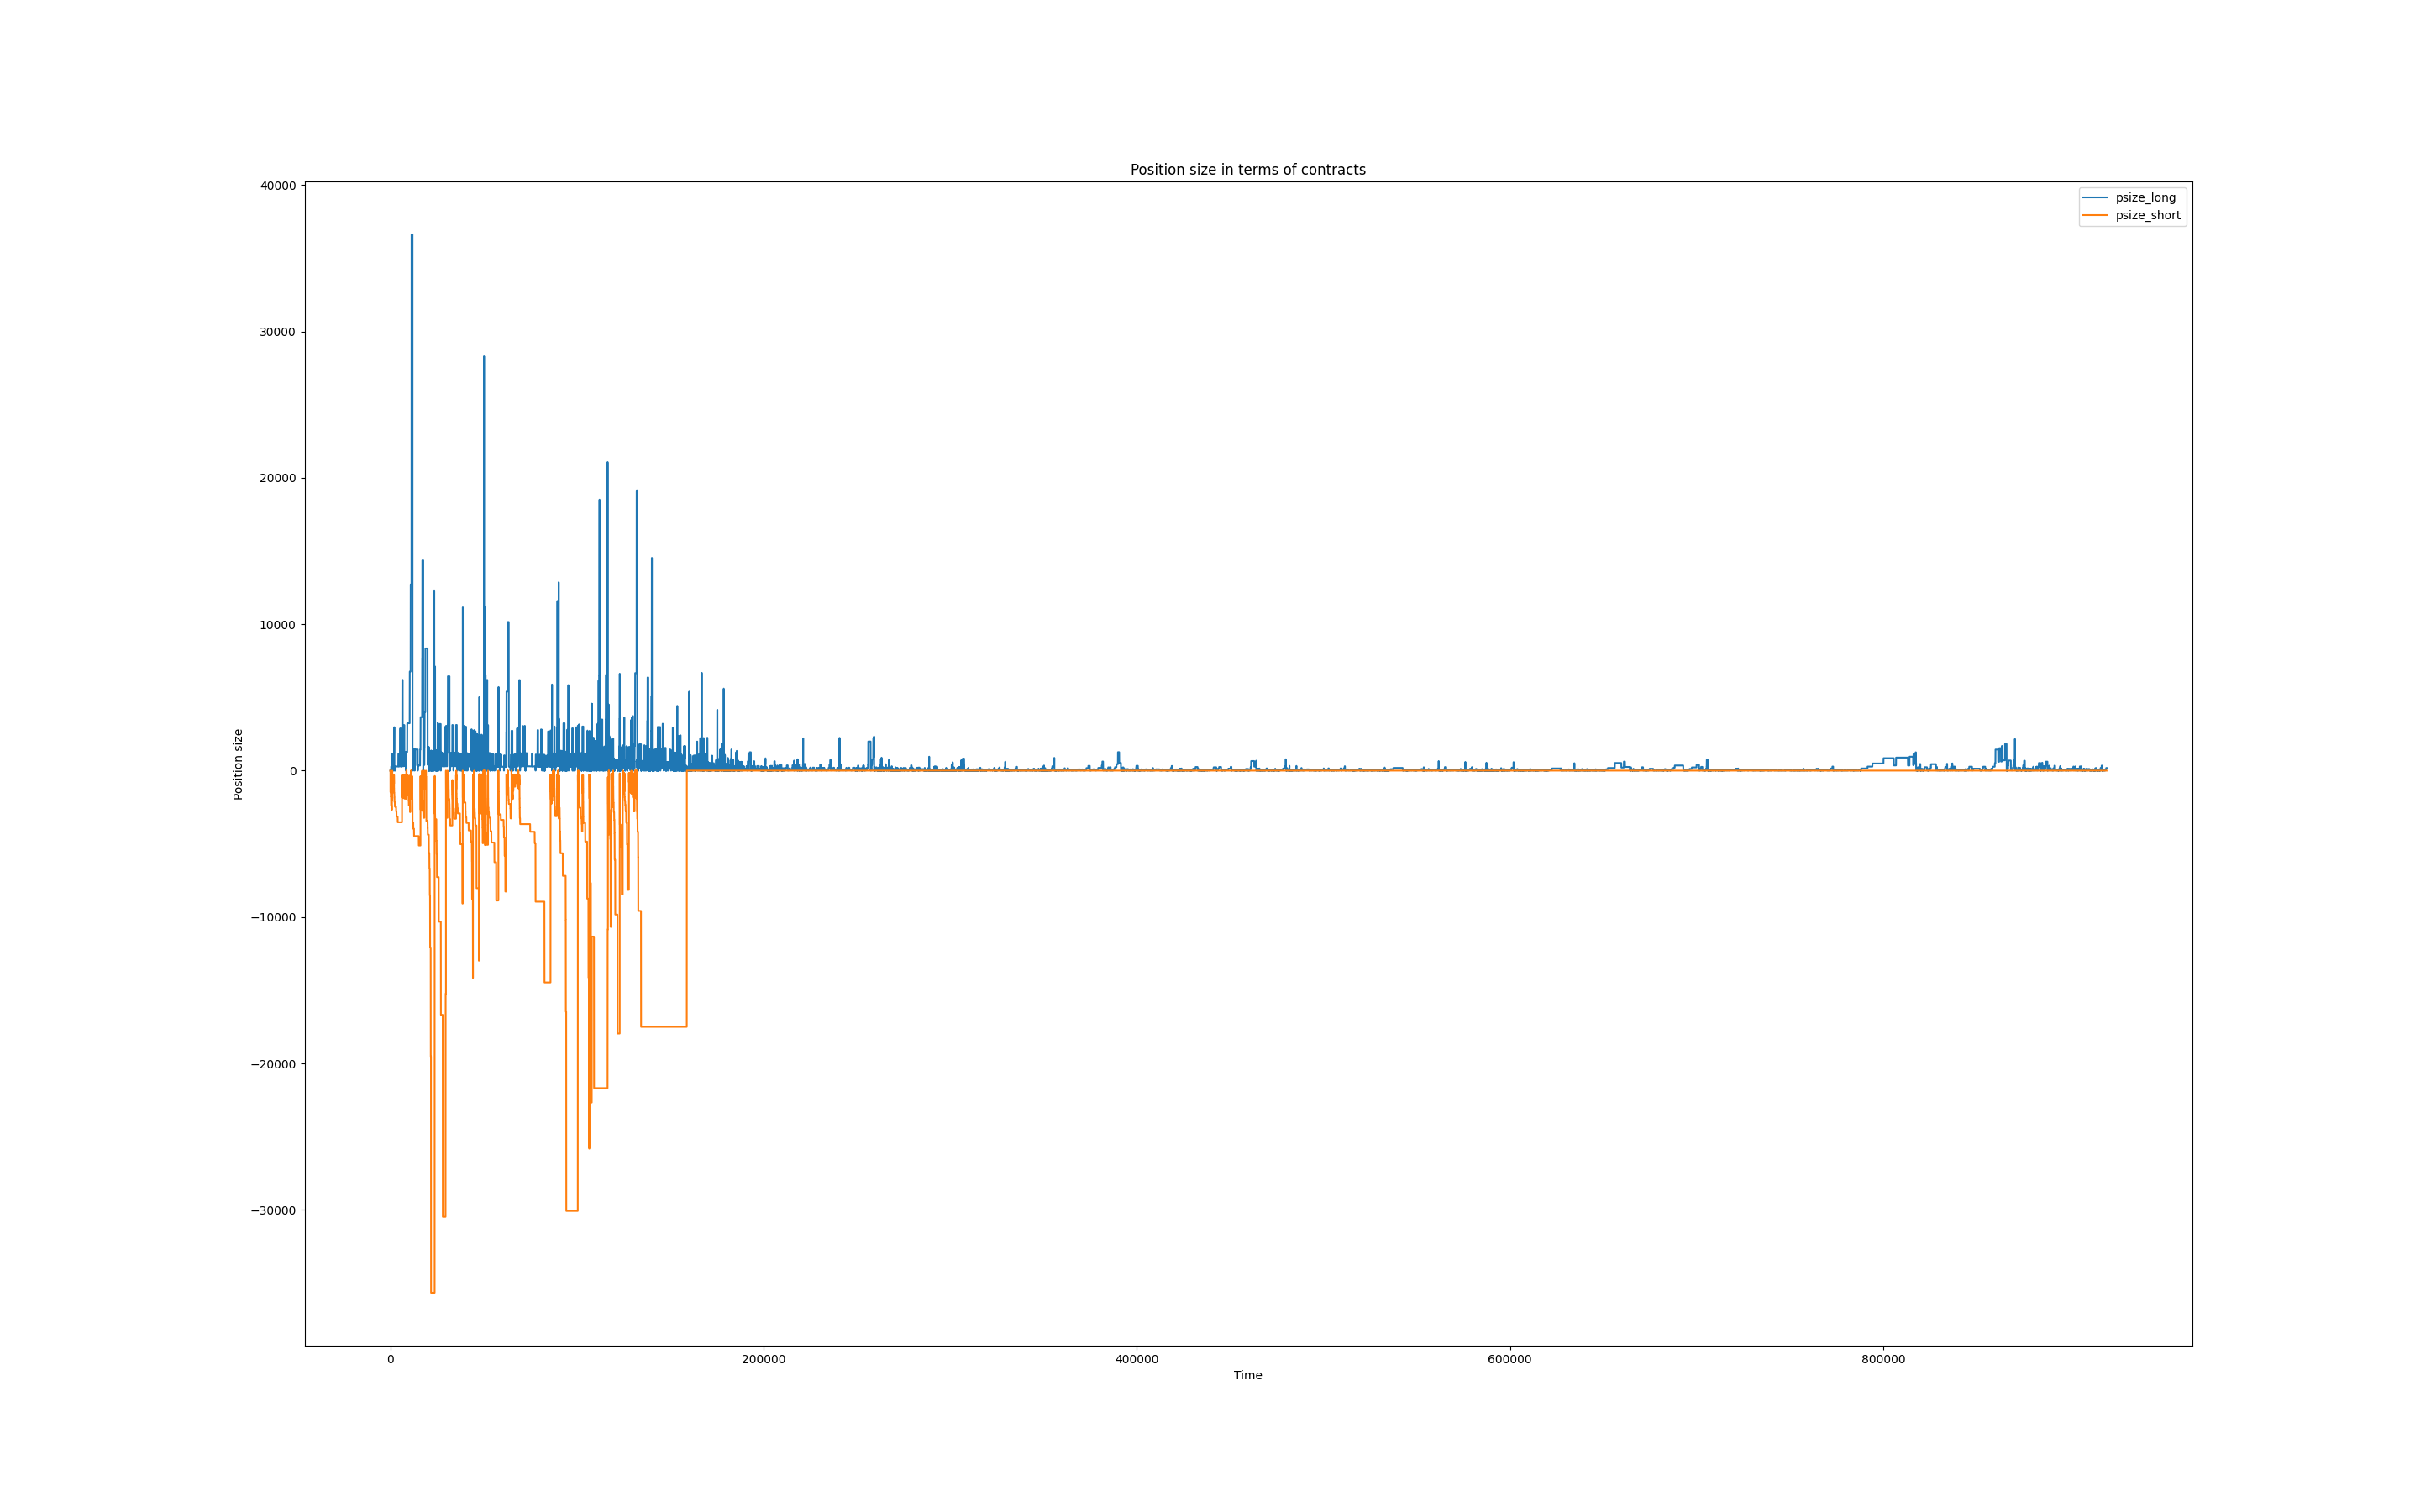 Position size in terms of contracts
psize_long
psize_short
40000
30000
20000
10000
0
−10000
−20000
−30000
Position size
0 200000 400000 600000 800000
Time